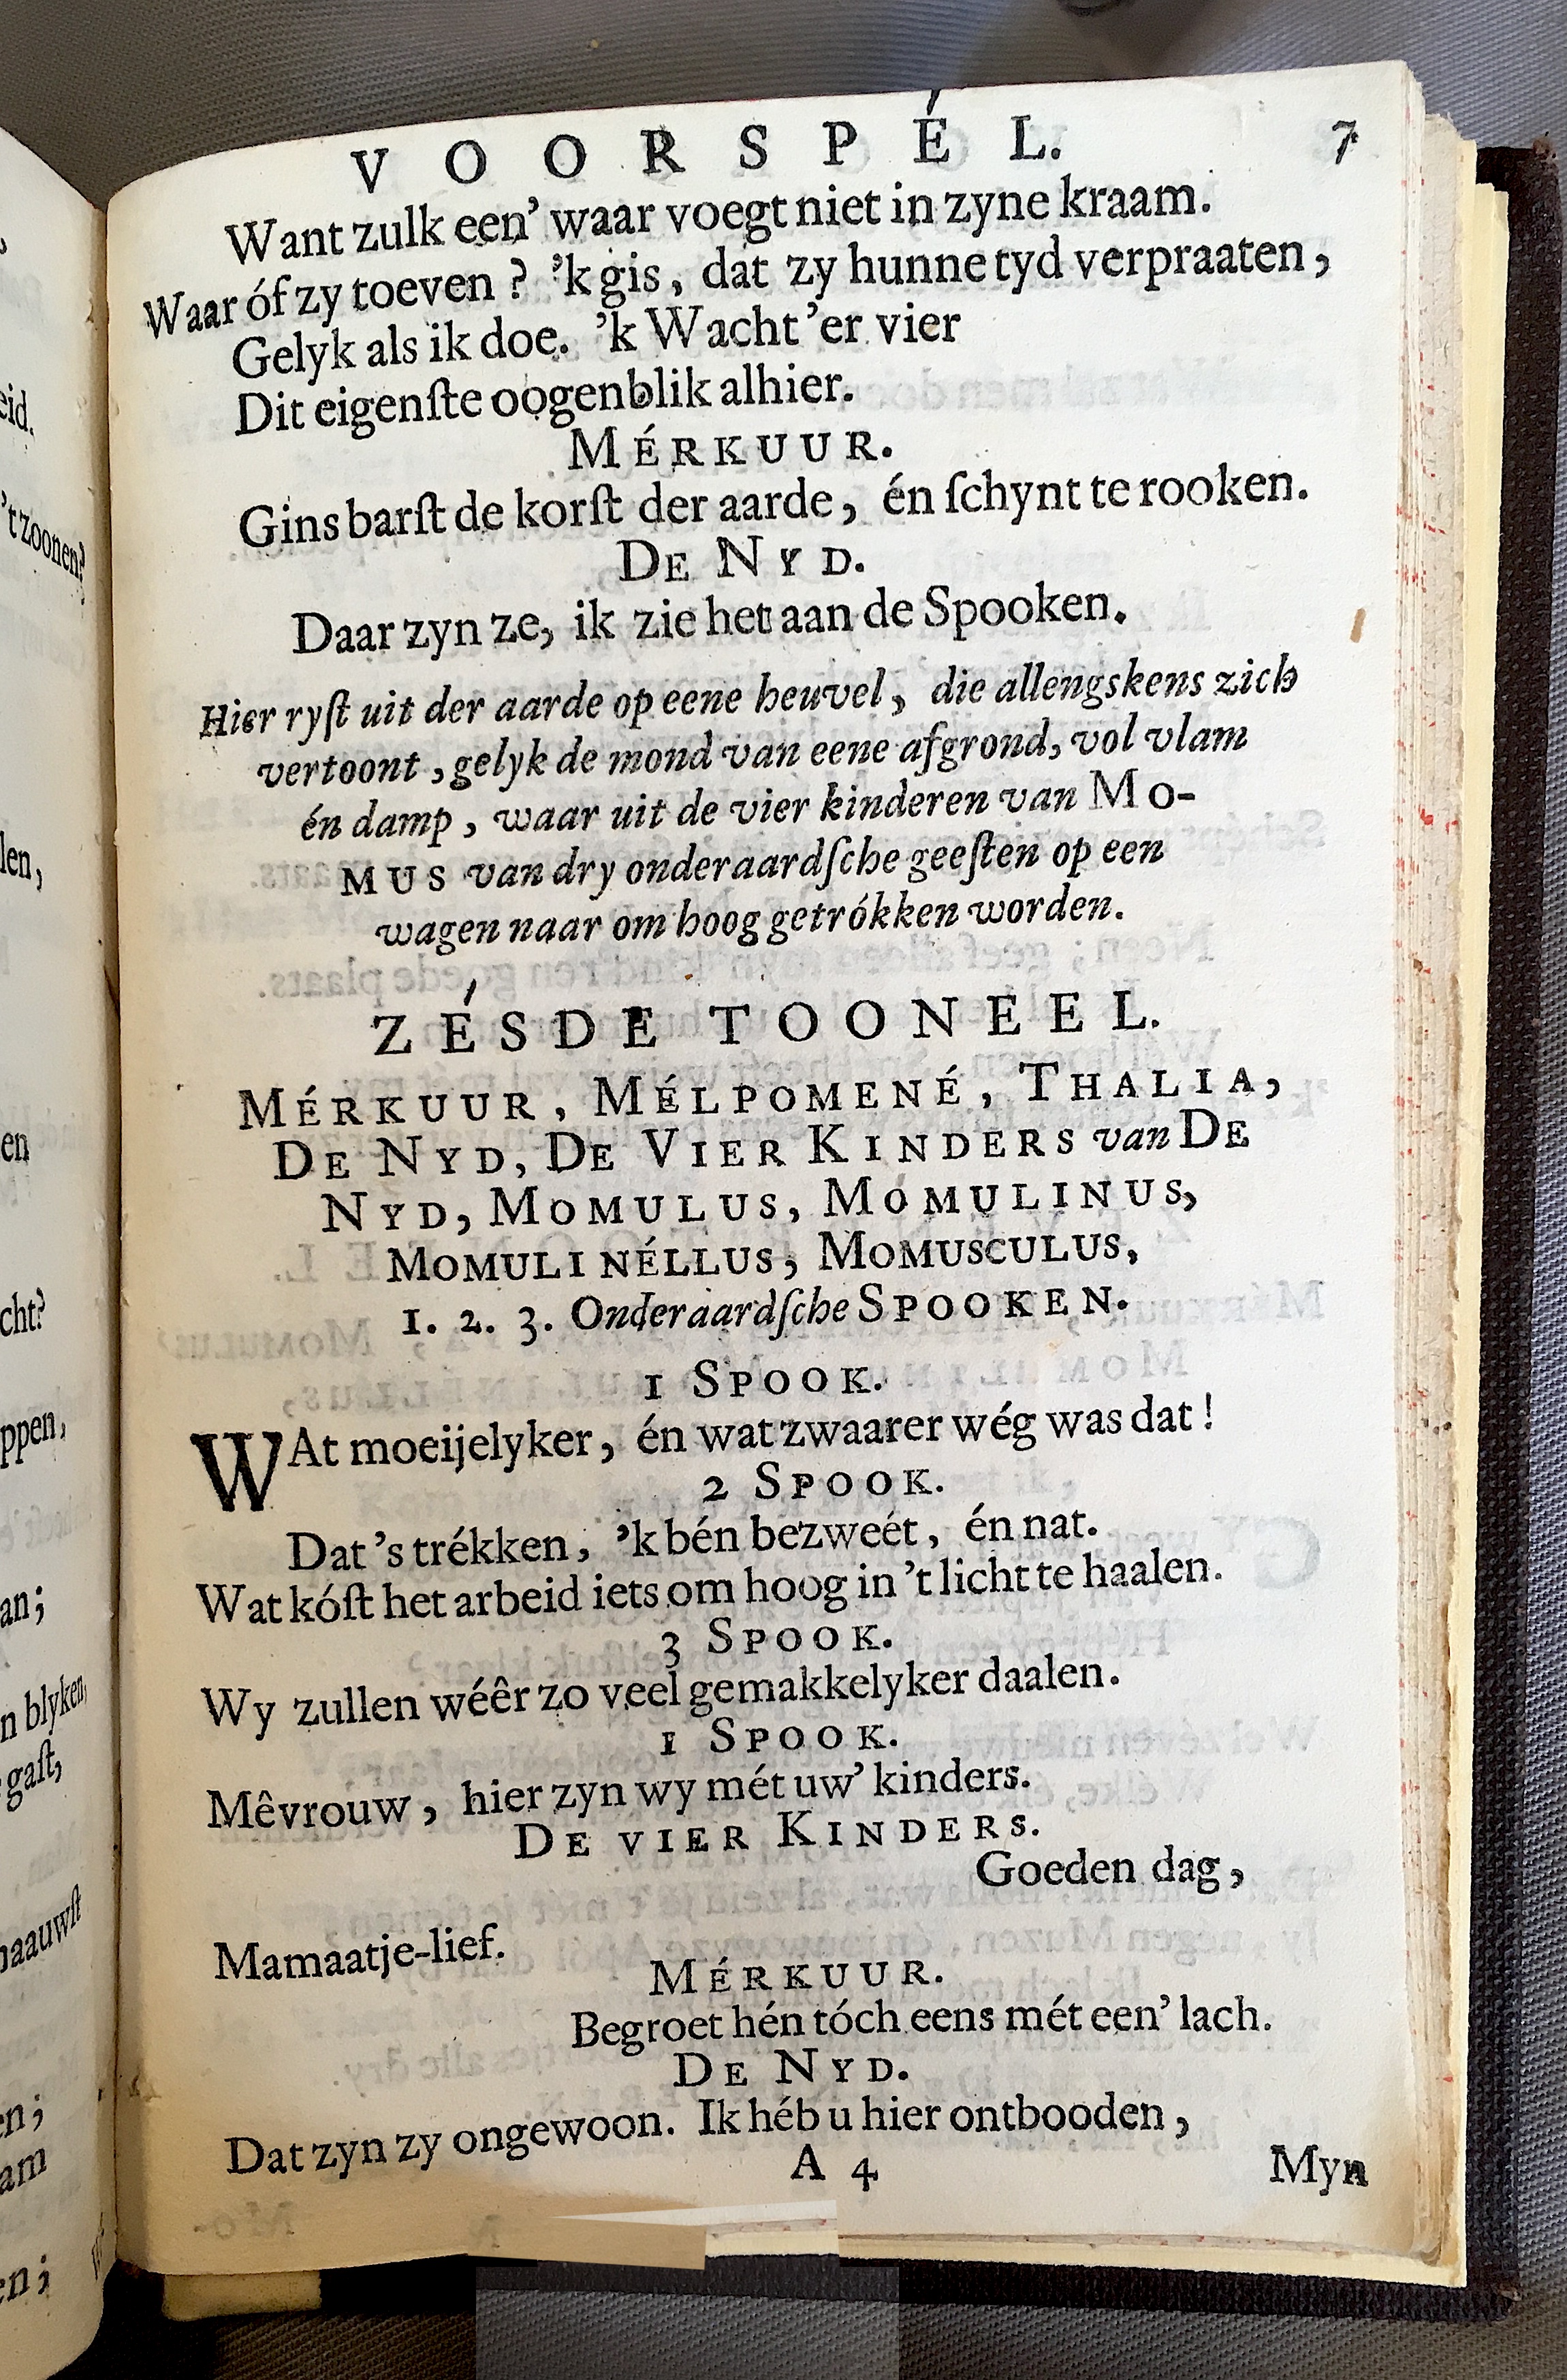 VOORSPÉL. 7
Want zulk een' waar voegt niet in zyne kraam.
Waar óf zy toeven? 'k gis, dat zy hunne tyd verpraaten,
Gelyk als ik doe. 'k Wacht 'er vier
Dit eigenſte oogenblik alhier.
MÉRKUUR.
Gins barſt de korſt der aarde, én ſchynt te rooken.
DE NYD.
Daar zyn ze, ik zie het aan de Spooken.
Hier ryſt uit der aarde op eene heuvel, die allengskens zich
vertoont, gelyk de mond van eene afgrond, vol vlam
én damp, waar uit de vier kinderen van MO-
MUS van dry onderaardſche geeſten op een
wagen naar om hoog getrókken worden.
ZÉSDE TOONEEL.
MÉRKUUR, MÉLPOMENÉ, THALIA,
DE NYD, DE VIER KINDERS van DE
NYD, MOMULUS, MOMULINUS,
MOMULINÉLLUS, MOMUSCULUS,
1. 2. 3. Onderaardſche SPOOKEN.
1 SPOOK.
WAt moeijelyker, én wat zwaarer wég was dat!
2 SPOOK.
Dat 's trékken, 'k bén bezweét, én nat.
Wat kóſt het arbeid iets om hoog in 't licht te haalen.
3 SPOOK.
Wy zullen wéêr zo veel gemakkelyker daalen.
1 SPOOK.
Mêvrouw, hier zyn wy mét uw' kinders.
DE VIER KINDERS.
Goeden dag,
Mamaatje-lief.
MÉRKUUR.
Begroet hén tóch eens mét een' lach.
DE NYD.
Dat zyn zy ongewoon. Ik héb u hier ontbooden,
A 4 Myn